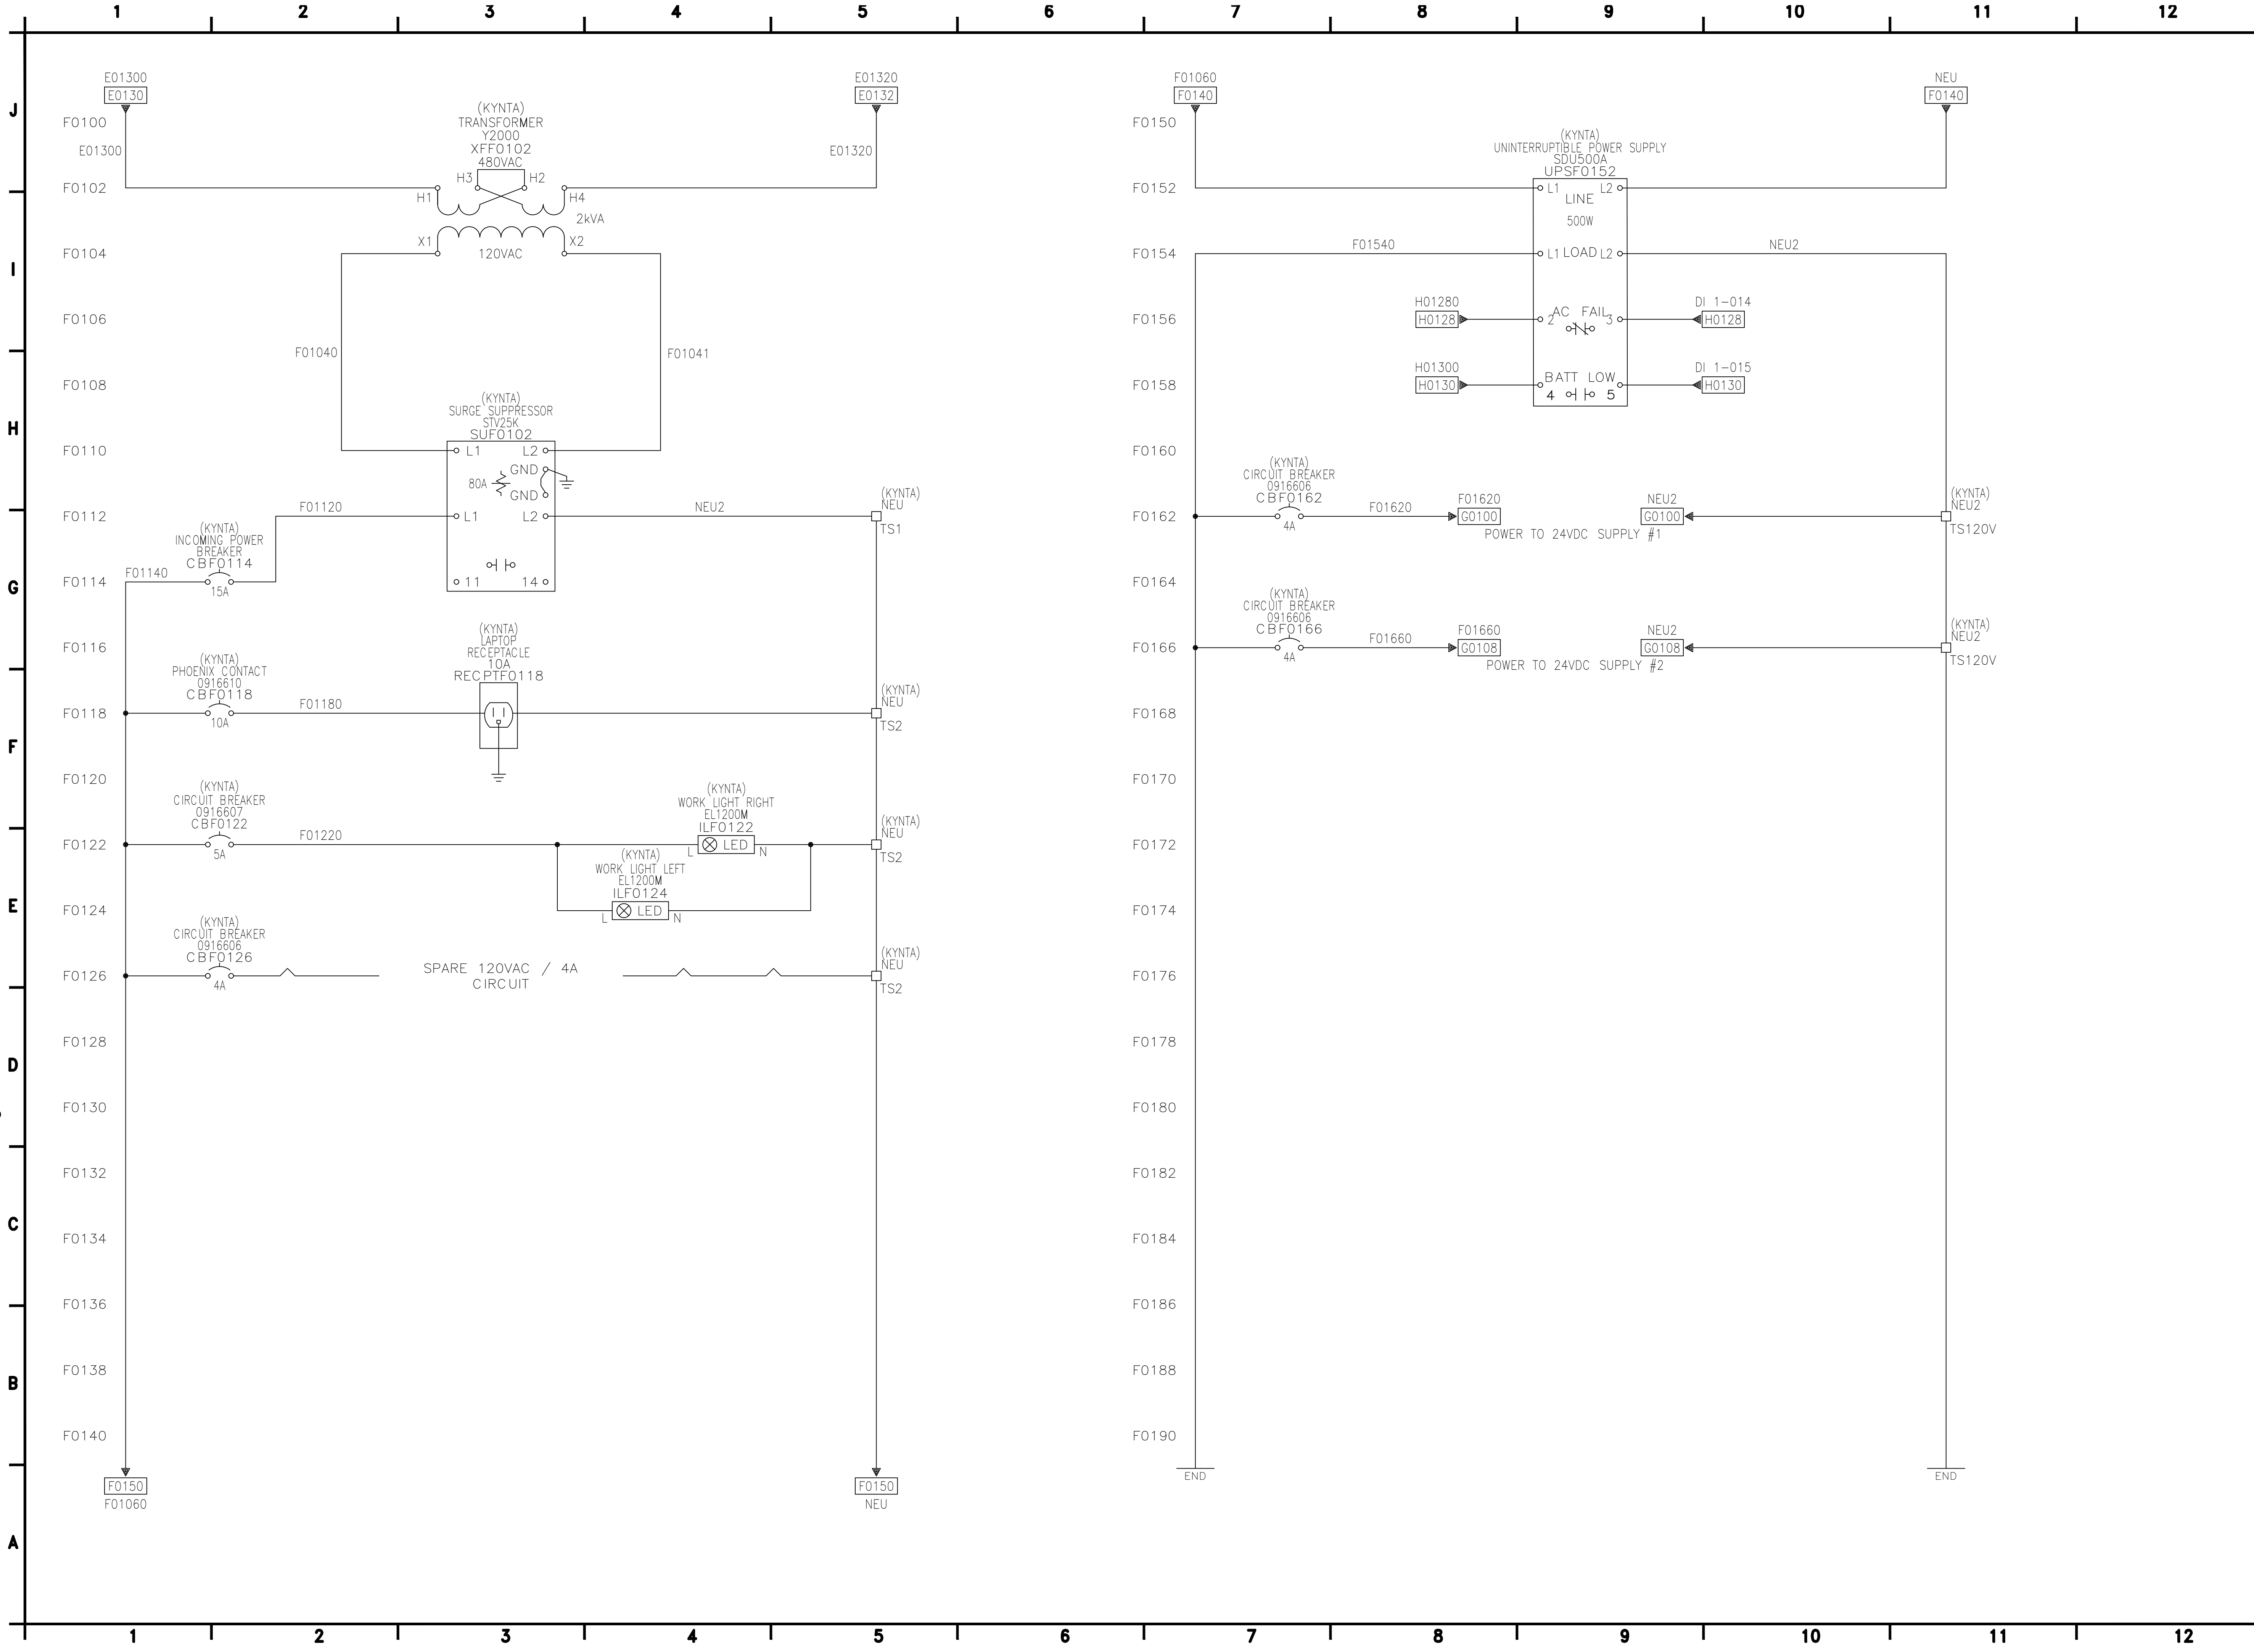 1 2 3 4 5 6 7 8 9 10 11 12
J
I
H
G
F
E
D
C
B
A
E01300
E0130
F0100
E01300
F0102
F0104
F0106
F0108
F0110
F0112
F0114
F0116
F0118
F0120
F0122
F0124
F0126
F0128
F0130
F0132
F0134
F0136
F0138
F0140
E01320
E0132
E01320
(KYNTA)
TRANSFORMER
Y2000
XFF0102
480VAC
H3 H2
H1 H4
2kVA
X1 X2
120VAC
F01040
F01041
(KYNTA)
SURGE SUPPRESSOR
STV25K
SUF0102
L1 L2
GND
80A
GND
L1 L2
11 14
F01120
NEU2
(KYNTA)
NEU
TS1
(KYNTA)
INCOMING POWER
BREAKER
CBF0114
F01140
15A
(KYNTA)
LAPTOP
RECEPTACLE
10A
RECPTF0118
(KYNTA)
PHOENIX CONTACT
0916610
CBF0118
10A
F01180
(KYNTA)
NEU
TS2
(KYNTA)
CIRCUIT BREAKER
0916607
CBF0122
5A
F01220
(KYNTA)
WORK LIGHT RIGHT
EL1200M
ILF0122
L LED N
(KYNTA)
NEU
TS2
(KYNTA)
WORK LIGHT LEFT
EL1200M
ILF0124
L LED N
(KYNTA)
CIRCUIT BREAKER
0916606
CBF0126
4A
SPARE 120VAC / 4A
CIRCUIT
(KYNTA)
NEU
TS2
F0150
F01060
F0150
NEU
F01060
F0140
F0150
F0152
F0154
F0156
F0158
F0160
F0162
F0164
F0166
F0168
F0170
F0172
F0174
F0176
F0178
F0180
F0182
F0184
F0186
F0188
F0190
NEU
F0140
(KYNTA)
UNINTERRUPTIBLE POWER SUPPLY
SDU500A
UPSF0152
L1 L2
LINE
500W
F01540
L1 LOAD L2
NEU2
H01280
H0128
2 AC FAIL 3
DI 1-014
H0128
H01300
H0130
BATT LOW
4 5
DI 1-015
H0130
(KYNTA)
CIRCUIT BREAKER
0916606
CBF0162
4A
F01620
F01620
G0100
NEU2
G0100
POWER TO 24VDC SUPPLY #1
(KYNTA)
NEU2
TS120V
(KYNTA)
CIRCUIT BREAKER
0916606
CBF0166
4A
F01660
F01660
G0108
NEU2
G0108
POWER TO 24VDC SUPPLY #2
(KYNTA)
NEU2
TS120V
END
END
1 2 3 4 5 6 7 8 9 10 11 12